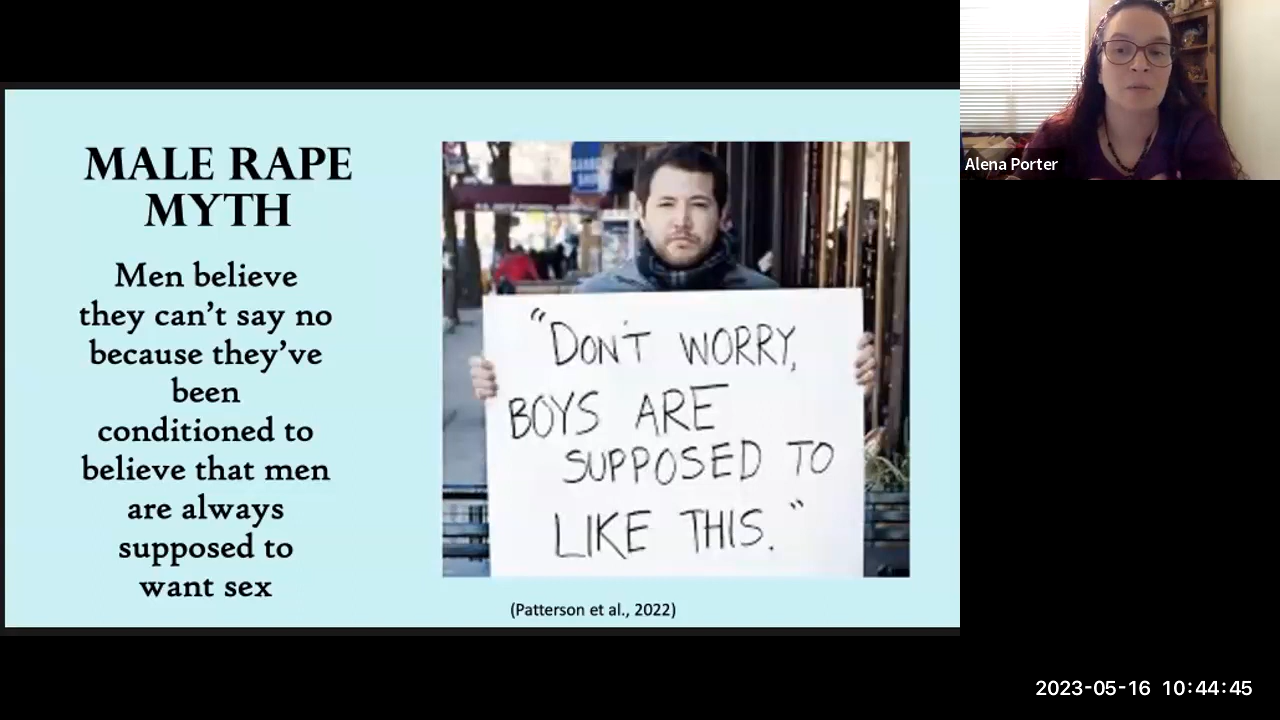 MALE RAPE
MYTH
Men believe
they can't say no
because they've
been
conditioned to
believe that men
are always
supposed to
want sex
"DON'T WORRY,
BOYS ARE
SUPPOSED TO
LIKE THIS."
(Patterson et al., 2022)
Alena Porter
2023-05-16 10:44:45